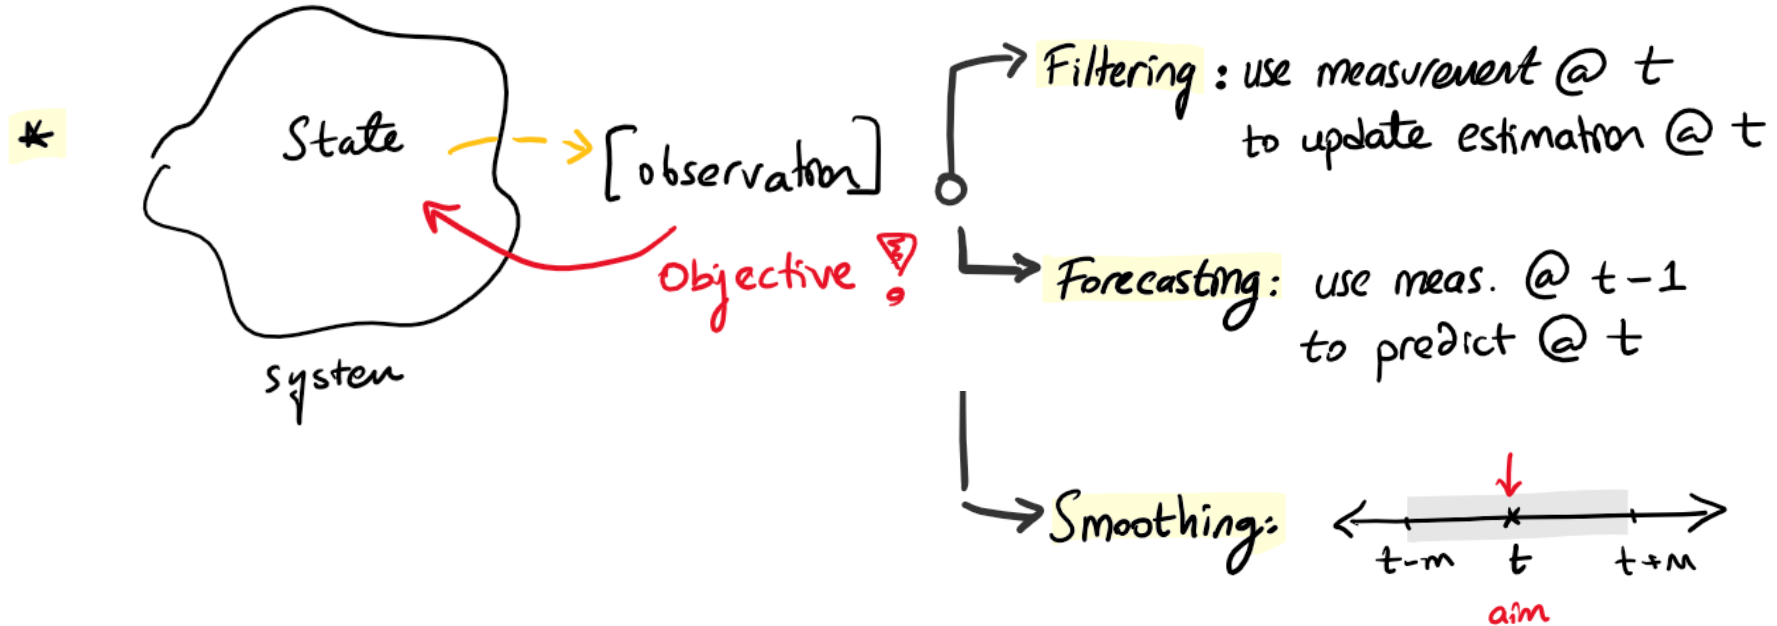 *
State
[observation]
Objective !
system
Filtering : use measurement @ t
to update estimation @ t
Forecasting: use meas. @ t-1
to predict @ t
Smoothing:
t-m t t+m
aim